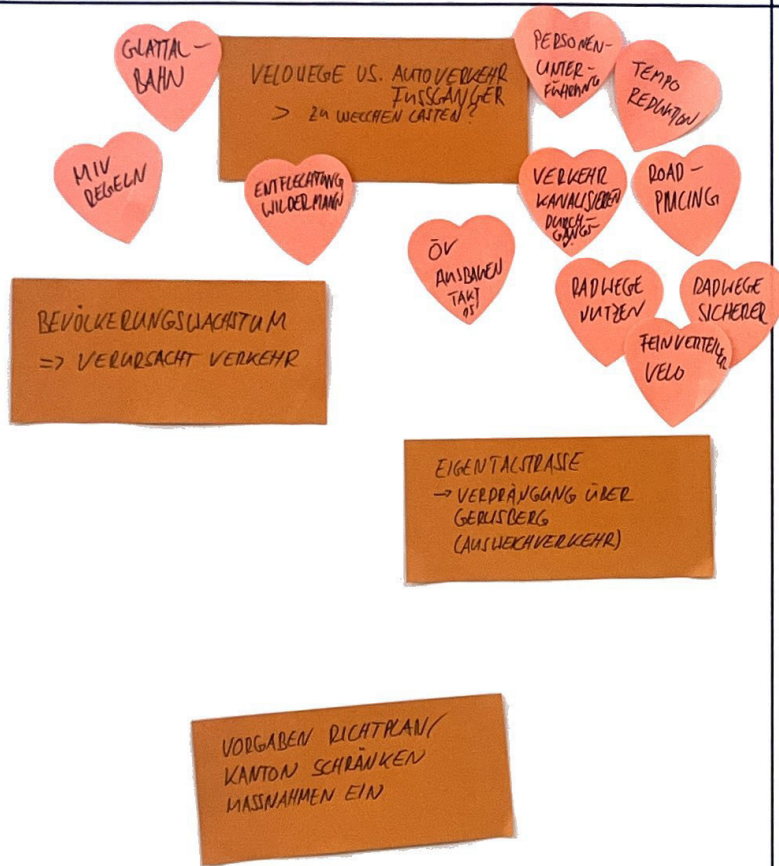 GLATTAL-
BAHN
VELOWEGE VS. AUTOVERKEHR
FUSSGÄNGER
> ZU WELCHEN LASTEN?
PERSONEN-
UNTER-
FÜHRUNG
TEMPO
REDUKTION
MIV
REGELN
ENTFLECHTUNG
WILDERMANN
VERKEHR
KANALISIEREN
DURCH-
GANGS-
ROAD-
PRICING
ÖV
AUSBAUEN
TAKT
15'
RADWEGE
NUTZEN
RADWEGE
SICHERER
FEINVERTEILER
VELO
BEVÖLKERUNGSWACHSTUM
=> VERURSACHT VERKEHR
EIGENTALSTRASSE
→ VERDRÄNGUNG ÜBER
GERLISBERG
(AUSWEICHVERKEHR)
VORGABEN RICHTPLAN/
KANTON SCHRÄNKEN
MASSNAHMEN EIN